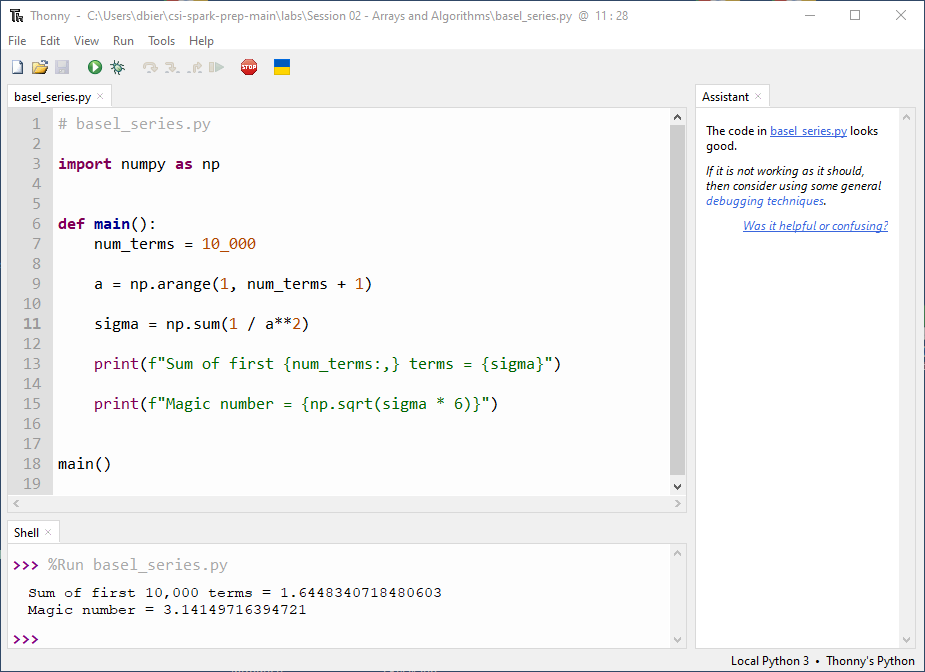 Thonny - C:\Users\dbier\csi-spark-prep-main\labs\Session 02 - Arrays and Algorithms\basel_series.py @ 11 : 28
File Edit View Run Tools Help
STOP
basel_series.py ×
1 # basel_series.py
2
3 import numpy as np
4
5
6 def main():
7     num_terms = 10_000
8
9     a = np.arange(1, num_terms + 1)
10
11     sigma = np.sum(1 / a**2)
12
13     print(f"Sum of first {num_terms:,} terms = {sigma}")
14
15     print(f"Magic number = {np.sqrt(sigma * 6)}")
16
17
18 main()
19
Assistant ×
The code in basel_series.py looks
good.
If it is not working as it should,
then consider using some general
debugging techniques.
Was it helpful or confusing?
Shell ×
>>> %Run basel_series.py
Sum of first 10,000 terms = 1.6448340718480603
Magic number = 3.14149716394721
>>>
Local Python 3 • Thonny's Python